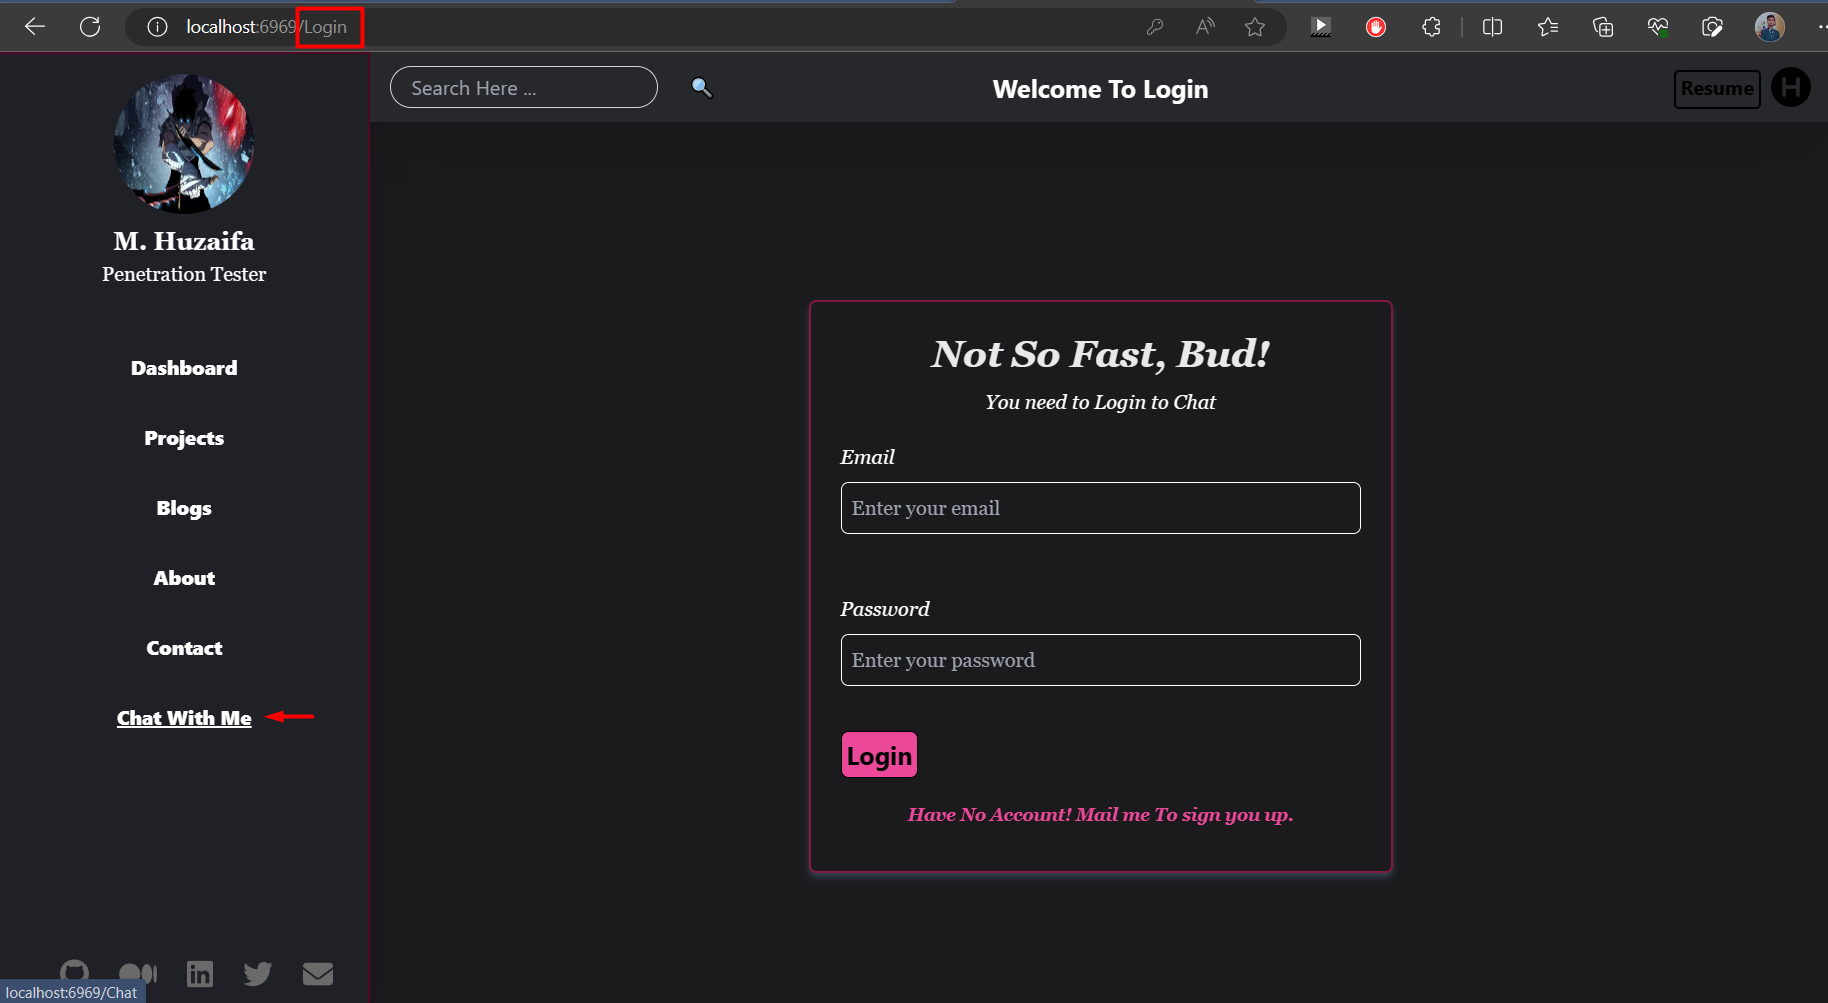 localhost:6969/Login
Search Here ...
Welcome To Login
Resume
H
M. Huzaifa
Penetration Tester
Dashboard
Projects
Blogs
About
Contact
Chat With Me
Not So Fast, Bud!
You need to Login to Chat
Email
Enter your email
Password
Enter your password
Login
Have No Account! Mail me To sign you up.
in
localhost:6969/Chat